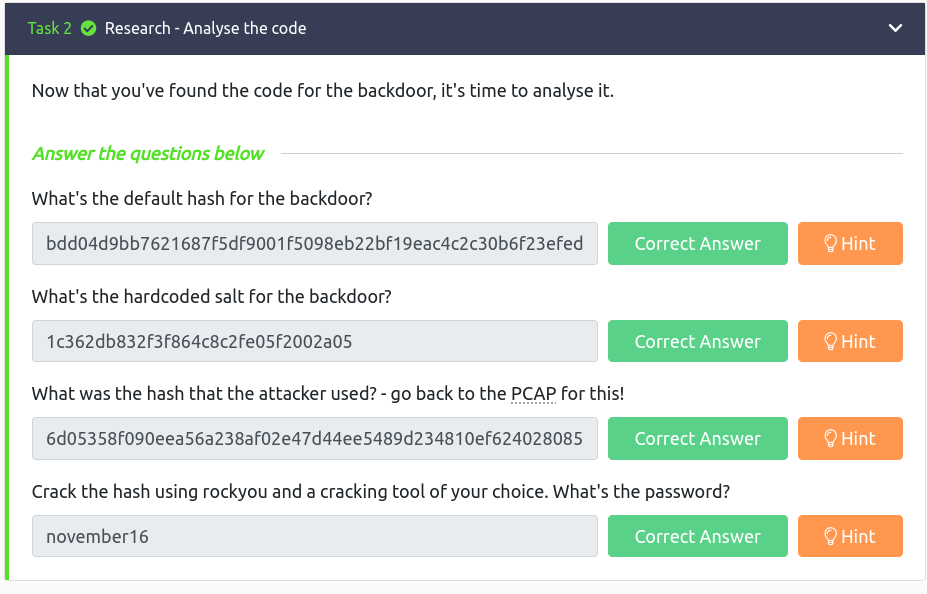 Task 2 Research - Analyse the code
Now that you've found the code for the backdoor, it's time to analyse it.
Answer the questions below
What's the default hash for the backdoor?
bdd04d9bb7621687f5df9001f5098eb22bf19eac4c2c30b6f23efed Correct Answer Hint
What's the hardcoded salt for the backdoor?
1c362db832f3f864c8c2fe05f2002a05 Correct Answer Hint
What was the hash that the attacker used? - go back to the PCAP for this!
6d05358f090eea56a238af02e47d44ee5489d234810ef624028085 Correct Answer Hint
Crack the hash using rockyou and a cracking tool of your choice. What's the password?
november16 Correct Answer Hint